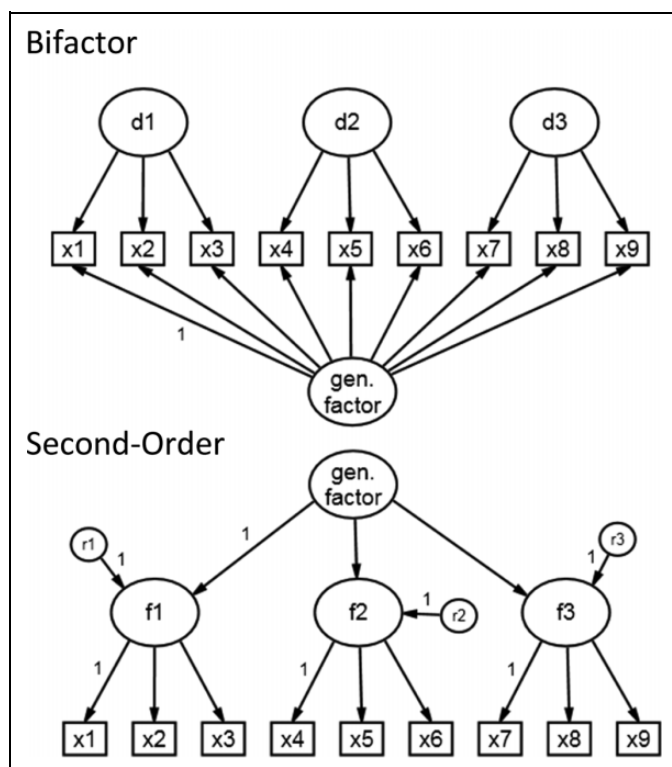 Bifactor
d1 d2 d3
x1 x2 x3 x4 x5 x6 x7 x8 x9
1
gen.
factor
Second-Order
gen.
factor
r1 1 1 1 r3
f1 f2 1 r2 f3
1 1 1
x1 x2 x3 x4 x5 x6 x7 x8 x9